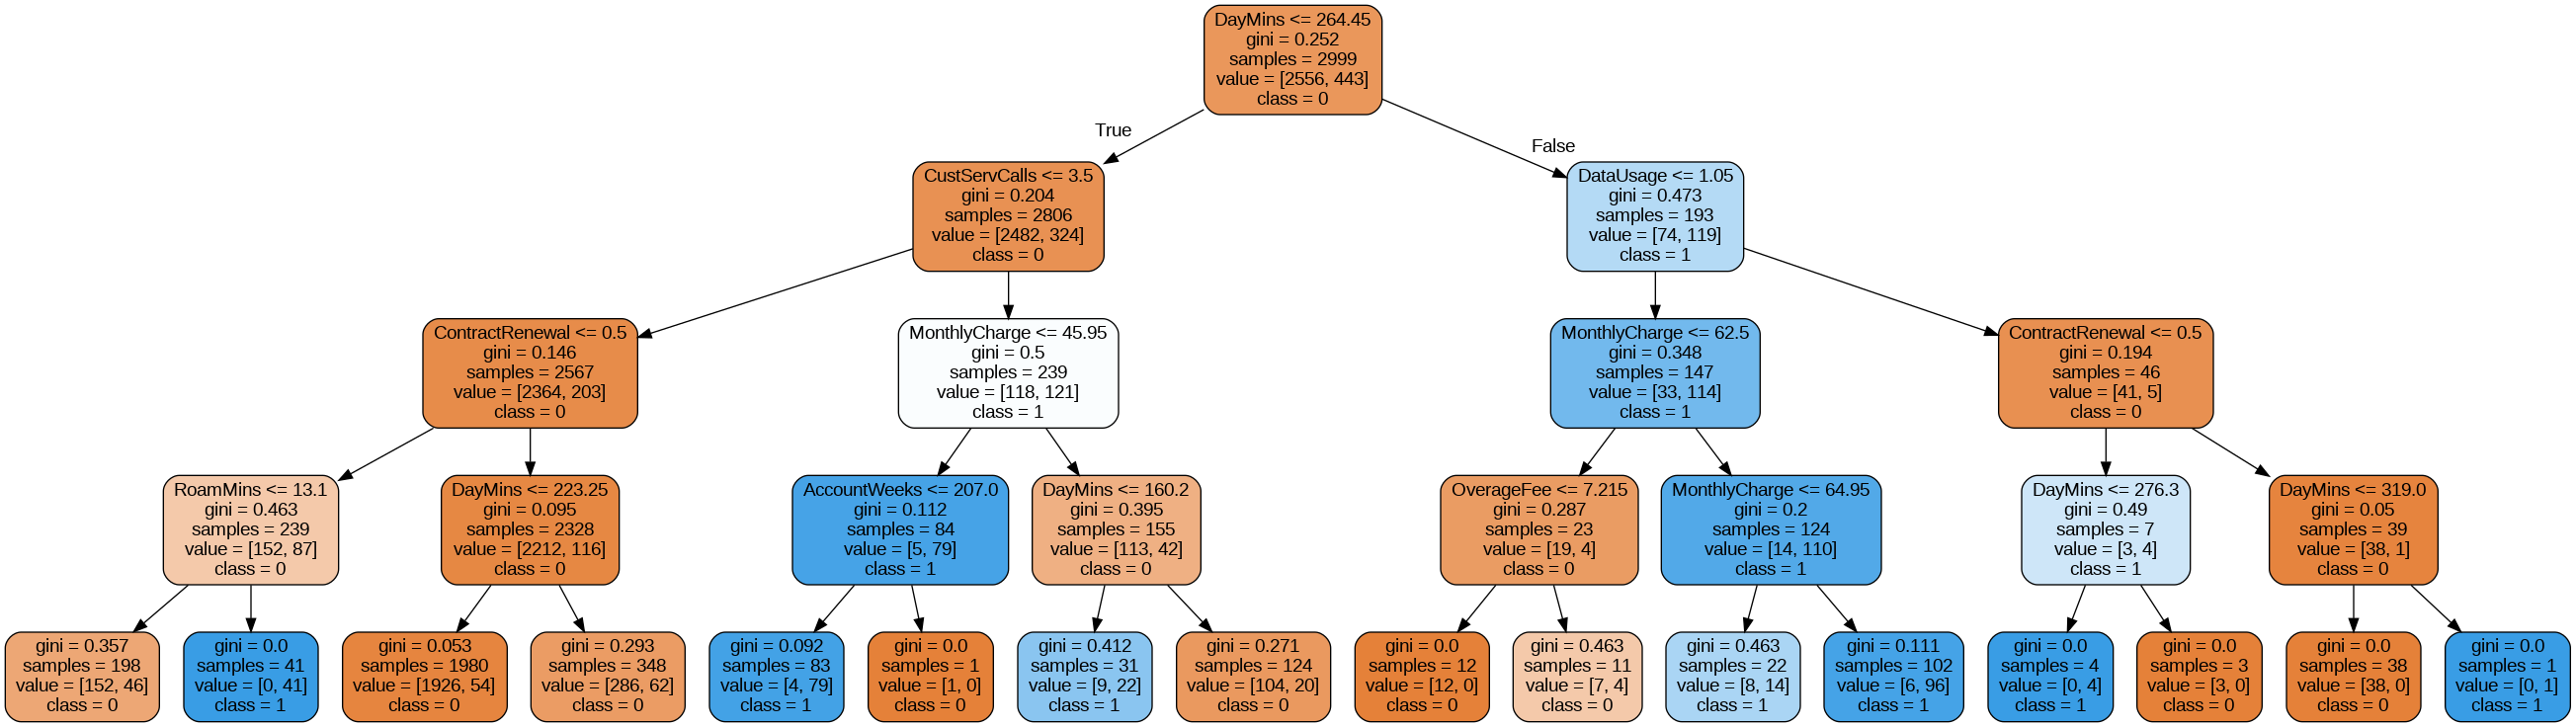 DayMins <= 264.45
gini = 0.252
samples = 2999
value = [2556, 443]
class = 0
True
False
CustServCalls <= 3.5
gini = 0.204
samples = 2806
value = [2482, 324]
class = 0
DataUsage <= 1.05
gini = 0.473
samples = 193
value = [74, 119]
class = 1
ContractRenewal <= 0.5
gini = 0.146
samples = 2567
value = [2364, 203]
class = 0
MonthlyCharge <= 45.95
gini = 0.5
samples = 239
value = [118, 121]
class = 1
MonthlyCharge <= 62.5
gini = 0.348
samples = 147
value = [33, 114]
class = 1
ContractRenewal <= 0.5
gini = 0.194
samples = 46
value = [41, 5]
class = 0
RoamMins <= 13.1
gini = 0.463
samples = 239
value = [152, 87]
class = 0
DayMins <= 223.25
gini = 0.095
samples = 2328
value = [2212, 116]
class = 0
AccountWeeks <= 207.0
gini = 0.112
samples = 84
value = [5, 79]
class = 1
DayMins <= 160.2
gini = 0.395
samples = 155
value = [113, 42]
class = 0
OverageFee <= 7.215
gini = 0.287
samples = 23
value = [19, 4]
class = 0
MonthlyCharge <= 64.95
gini = 0.2
samples = 124
value = [14, 110]
class = 1
DayMins <= 276.3
gini = 0.49
samples = 7
value = [3, 4]
class = 1
DayMins <= 319.0
gini = 0.05
samples = 39
value = [38, 1]
class = 0
gini = 0.357
samples = 198
value = [152, 46]
class = 0
gini = 0.0
samples = 41
value = [0, 41]
class = 1
gini = 0.053
samples = 1980
value = [1926, 54]
class = 0
gini = 0.293
samples = 348
value = [286, 62]
class = 0
gini = 0.092
samples = 83
value = [4, 79]
class = 1
gini = 0.0
samples = 1
value = [1, 0]
class = 0
gini = 0.412
samples = 31
value = [9, 22]
class = 1
gini = 0.271
samples = 124
value = [104, 20]
class = 0
gini = 0.0
samples = 12
value = [12, 0]
class = 0
gini = 0.463
samples = 11
value = [7, 4]
class = 0
gini = 0.463
samples = 22
value = [8, 14]
class = 1
gini = 0.111
samples = 102
value = [6, 96]
class = 1
gini = 0.0
samples = 4
value = [0, 4]
class = 1
gini = 0.0
samples = 3
value = [3, 0]
class = 0
gini = 0.0
samples = 38
value = [38, 0]
class = 0
gini = 0.0
samples = 1
value = [0, 1]
class = 1